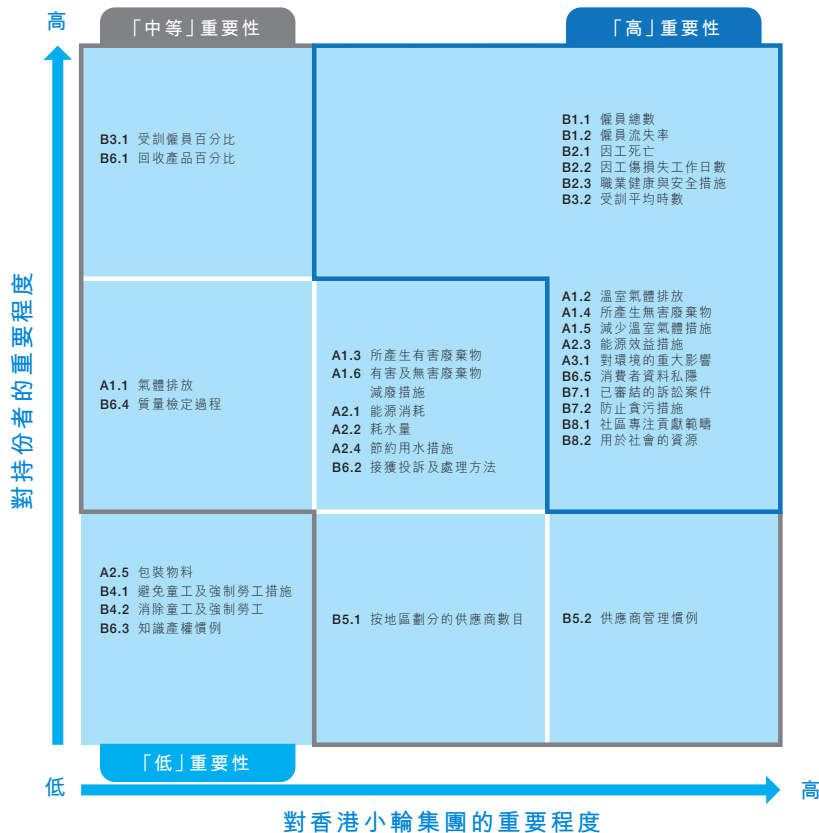 高
「中等」重要性
「高」重要性
B3.1 受訓僱員百分比
B6.1 回收產品百分比
B1.1 僱員總數
B1.2 僱員流失率
B2.1 因工死亡
B2.2 因工傷損失工作日數
B2.3 職業健康與安全措施
B3.2 受訓平均時數
對持份者的重要程度
A1.1 氣體排放
B6.4 質量檢定過程
A1.3 所產生有害廢棄物
A1.6 有害及無害廢棄物
減廢措施
A2.1 能源消耗
A2.2 耗水量
A2.4 節約用水措施
B6.2 接獲投訴及處理方法
A1.2 溫室氣體排放
A1.4 所產生無害廢棄物
A1.5 減少溫室氣體措施
A2.3 能源效益措施
A3.1 對環境的重大影響
B6.5 消費者資料私隱
B7.1 已審結的訴訟案件
B7.2 防止貪污措施
B8.1 社區專注貢獻範疇
B8.2 用於社會的資源
A2.5 包裝物料
B4.1 避免童工及強制勞工措施
B4.2 消除童工及強制勞工
B6.3 知識產權慣例
B5.1 按地區劃分的供應商數目
B5.2 供應商管理慣例
「低」重要性
低
高
對香港小輪集團的重要程度